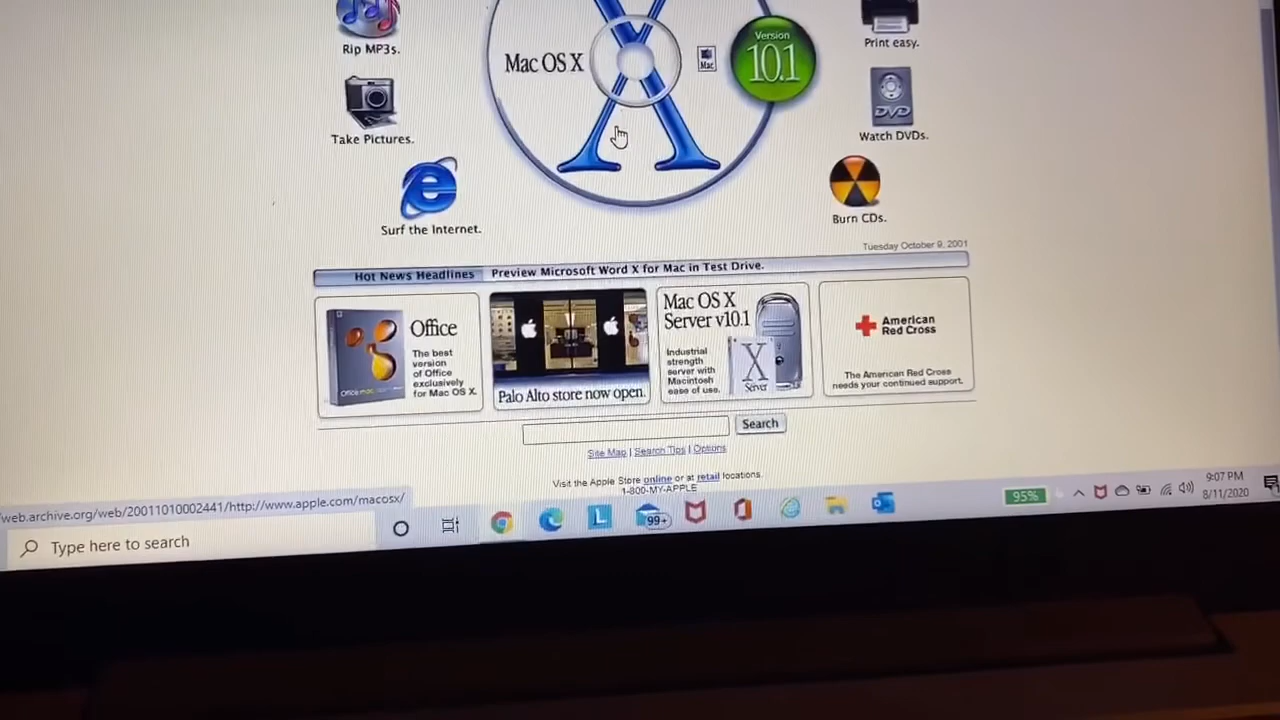 Rip MP3s.
Mac OS X
Mac
Version
10.1
Print easy.
Take Pictures.
DVD
Watch DVDs.
Surf the Internet.
Burn CDs.
Tuesday October 9, 2001
Hot News Headlines
Preview Microsoft Word X for Mac in Test Drive.
Office
The best
version
of Office
exclusively
for Mac OS X.
Palo Alto store now open.
Mac OS X
Server v10.1
Industrial
strength
server with
Macintosh
ease of use.
X
Server
American
Red Cross
The American Red Cross
needs your continued support.
Search
Site Map | Search Tips | Options
Visit the Apple Store online or at retail locations.
1-800-MY-APPLE
web.archive.org/web/20011010002441/http://www.apple.com/macosx/
Type here to search
L
99+
95%
9:07 PM
8/11/2020